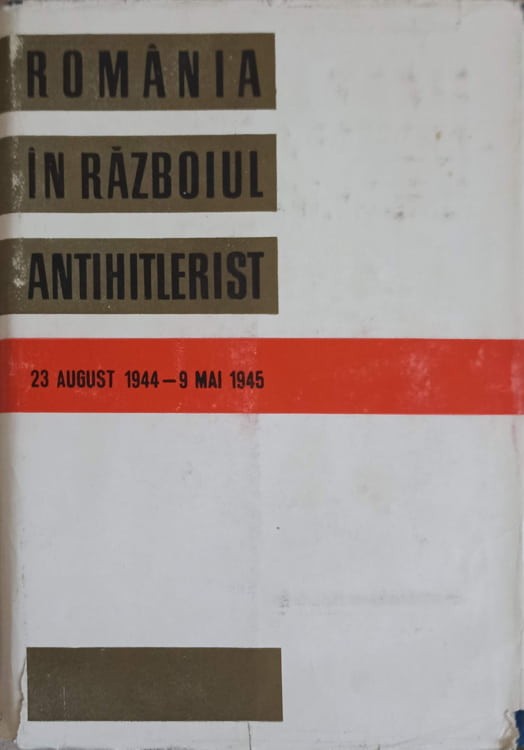 ROMÂNIA
ÎN RĂZBOIUL
ANTIHITLERIST
23 AUGUST 1944 – 9 MAI 1945